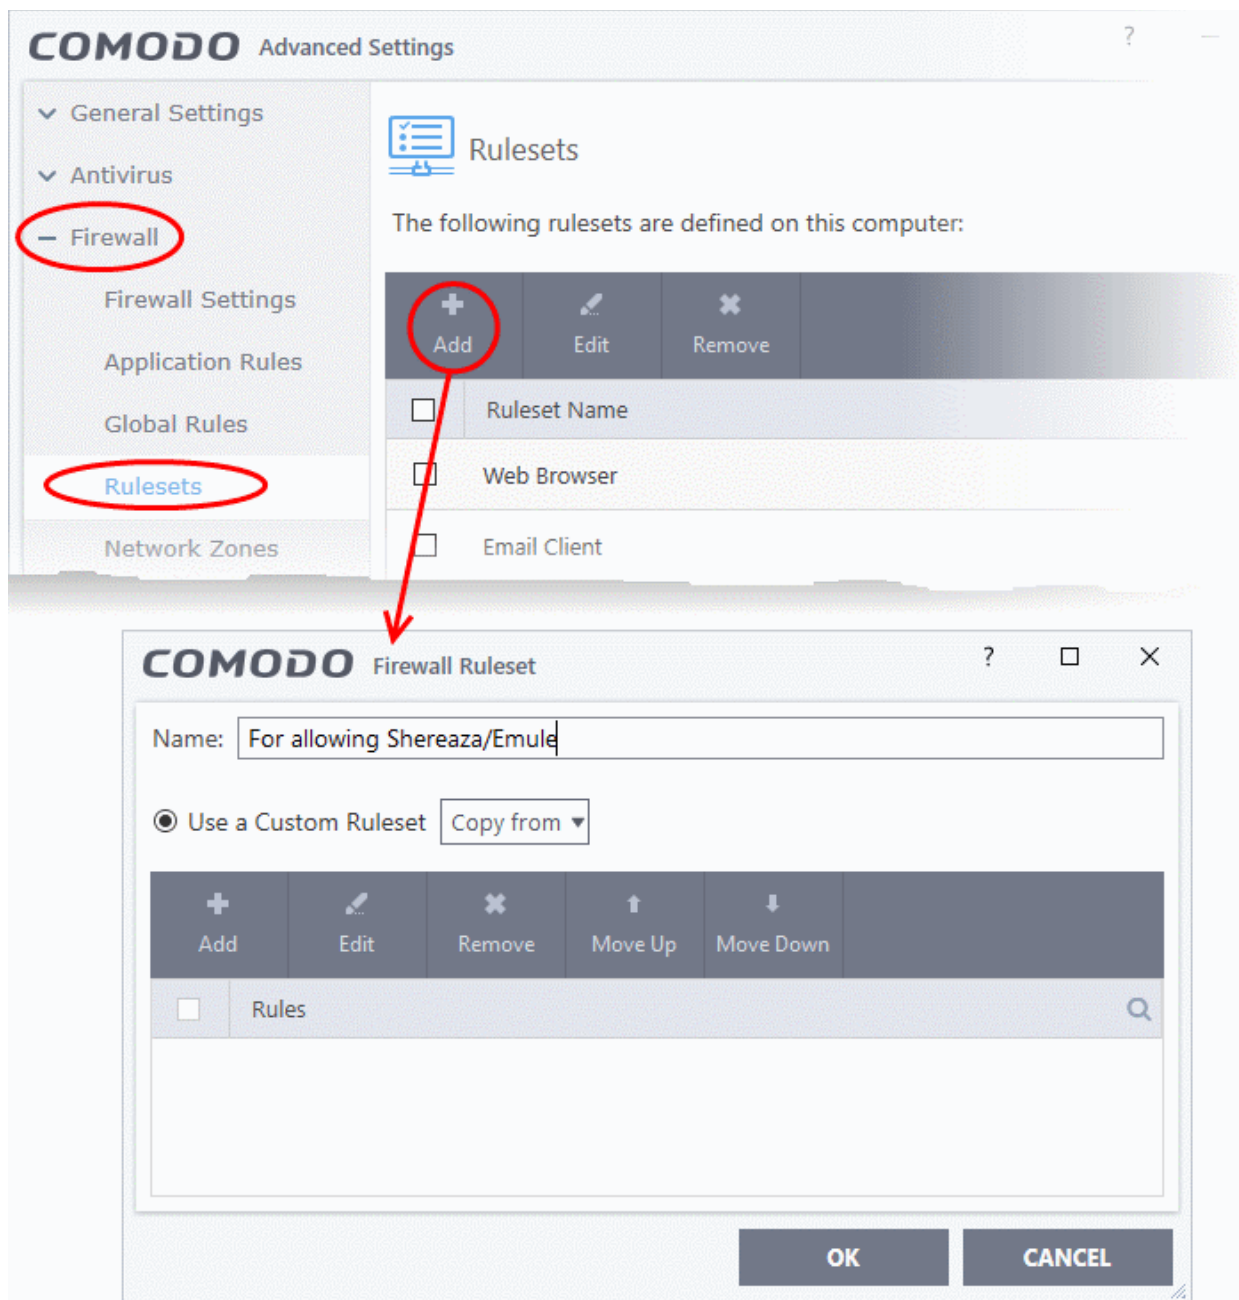 COMODO Advanced Settings ?
General Settings
Antivirus
Firewall
Firewall Settings
Application Rules
Global Rules
Rulesets
Network Zones
Rulesets
The following rulesets are defined on this computer:
Add Edit Remove
Ruleset Name
Web Browser
Email Client
COMODO Firewall Ruleset ?
Name: For allowing Shereaza/Emule
Use a Custom Ruleset Copy from
Add Edit Remove Move Up Move Down
Rules
OK CANCEL